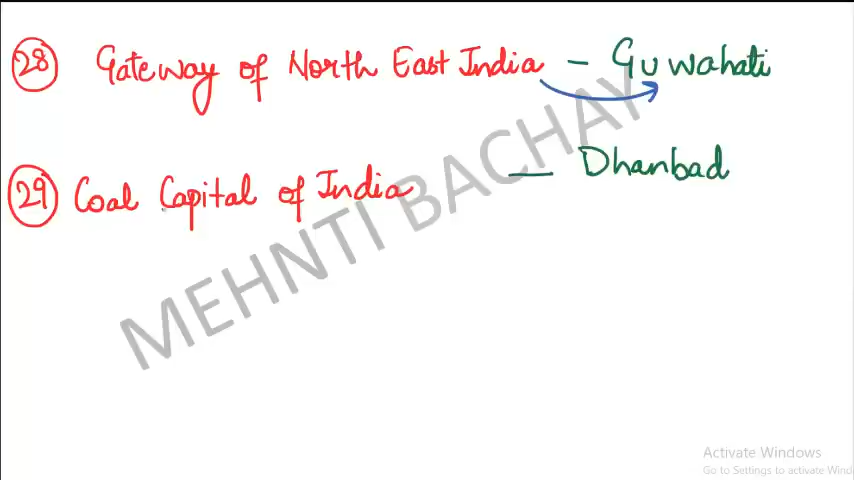 28 Gateway of North East India - Guwahati
29 Coal Capital of India - Dhanbad
MEHNTI BACHAY
Activate Windows
Go to Settings to activate Wind